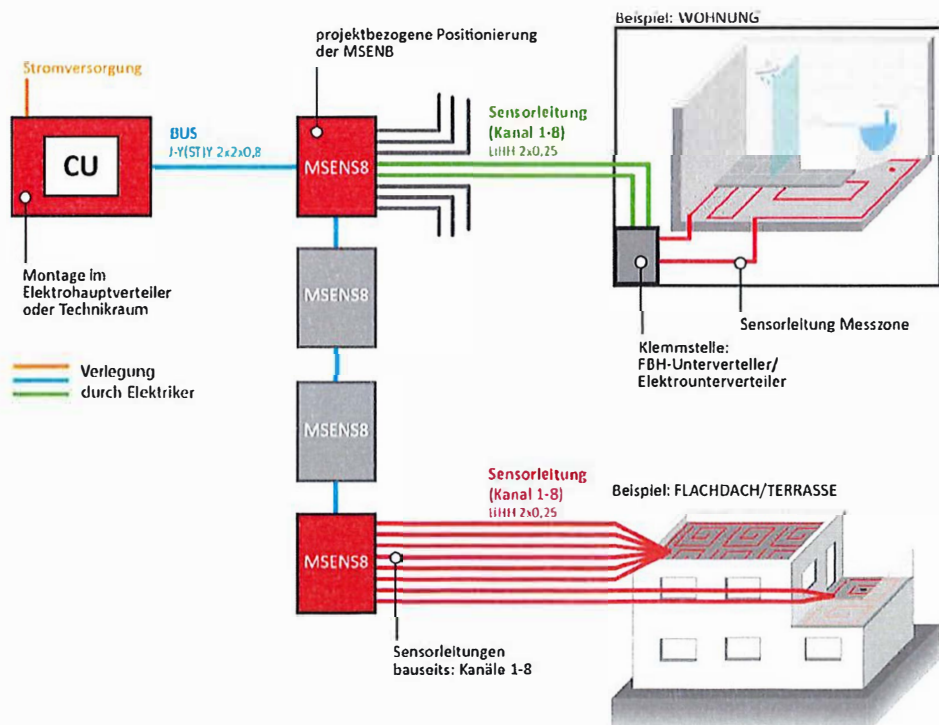 Stromversorgung
CU
Montage im
Elektrohauptverteiler
oder Technikraum
Verlegung
durch Elektriker
BUS
J-Y(ST)Y 2x2x0,8
projektbezogene Positionierung
der MSENB
MSENS8
MSENS8
MSENS8
MSENS8
Sensorleitung
(Kanal 1-8)
LiHH 2x0,25
Beispiel: WOHNUNG
Sensorleitung Messzone
Klemmstelle:
FBH-Unterverteller/
Elektrounterverteiler
Sensorleitung
(Kanal 1-8)
LiHH 2x0,25
Beispiel: FLACHDACH/TERRASSE
Sensorleitungen
bauseits: Kanäle 1-8